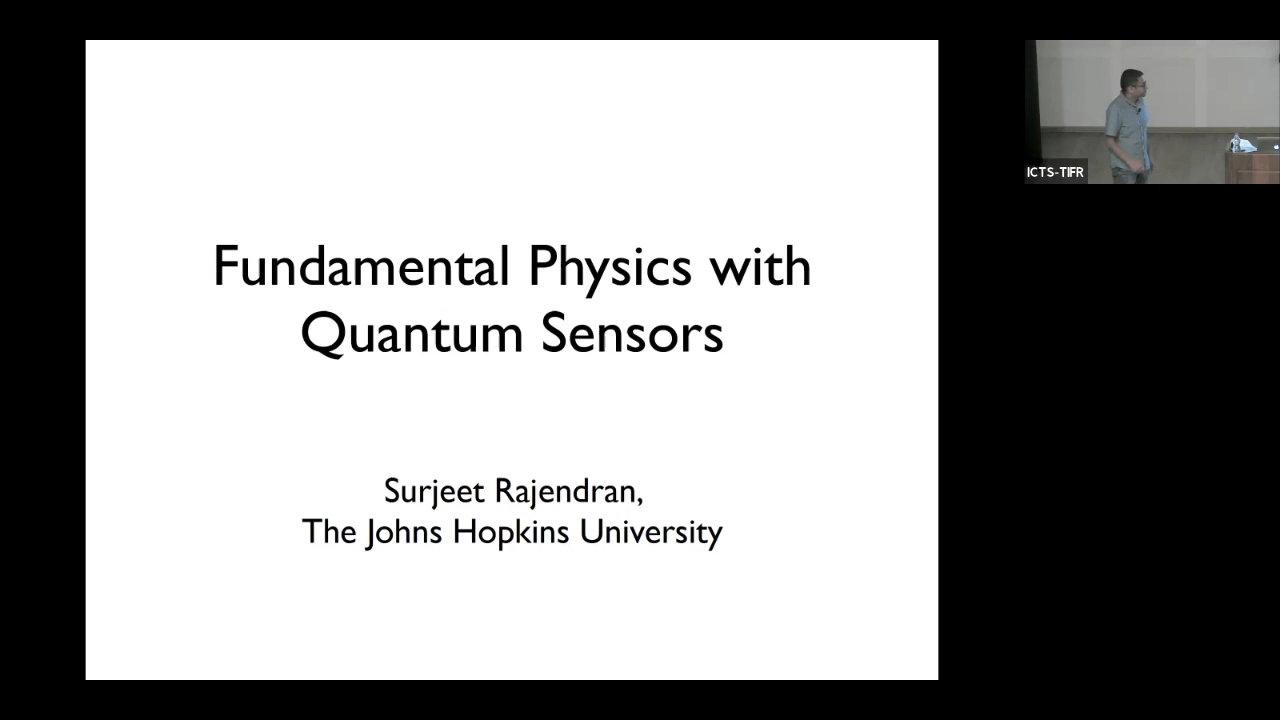 Fundamental Physics with
Quantum Sensors
Surjeet Rajendran,
The Johns Hopkins University
ICTS-TIFR